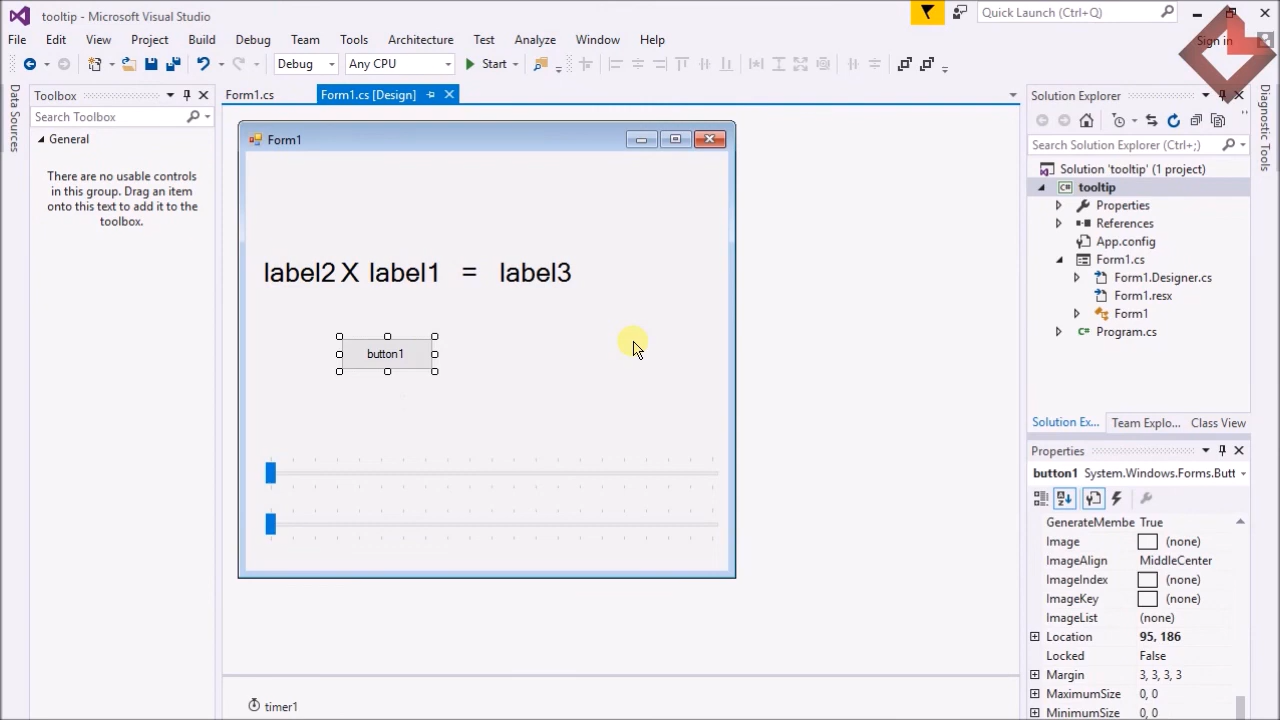 tooltip - Microsoft Visual Studio
Quick Launch (Ctrl+Q)
File Edit View Project Build Debug Team Tools Architecture Test Analyze Window Help
Sign in
Debug Any CPU Start
Data Sources
Toolbox
Search Toolbox
General
There are no usable controls
in this group. Drag an item
onto this text to add it to the
toolbox.
Form1.cs Form1.cs [Design]
Form1
label2 X label1 = label3
button1
timer1
Solution Explorer
Search Solution Explorer (Ctrl+;)
Solution 'tooltip' (1 project)
tooltip
Properties
References
App.config
Form1.cs
Form1.Designer.cs
Form1.resx
Form1
Program.cs
Solution Ex... Team Explo... Class View
Diagnostic Tools
Properties
button1 System.Windows.Forms.Butt
GenerateMembe True
Image (none)
ImageAlign MiddleCenter
ImageIndex (none)
ImageKey (none)
ImageList (none)
Location 95, 186
Locked False
Margin 3, 3, 3, 3
MaximumSize 0, 0
MinimumSize 0, 0